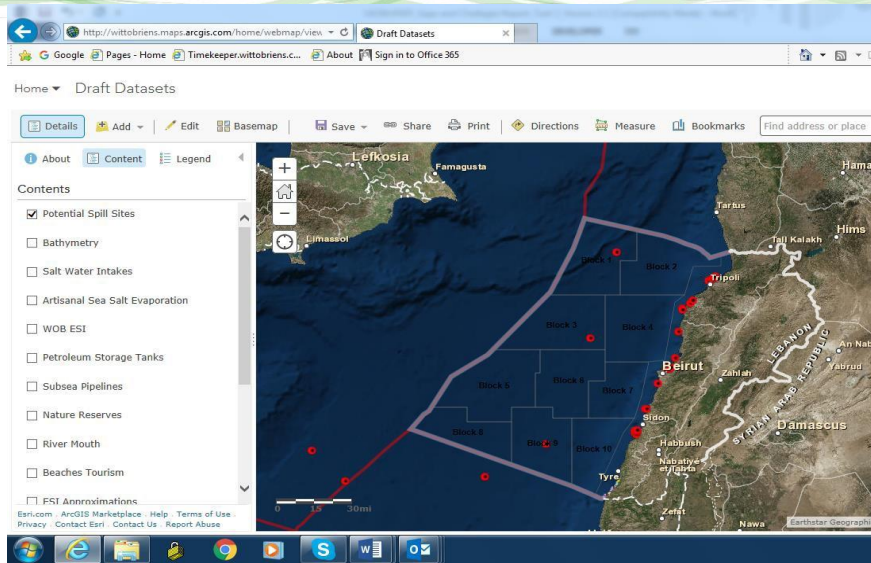 http://wittobriens.maps.arcgis.com/home/webmap/view
Draft Datasets
Google Pages - Home Timekeeper.wittobriens.c... About Sign in to Office 365
Home Draft Datasets
Details Add Edit Basemap Save Share Print Directions Measure Bookmarks Find address or place
About Content Legend
Contents
Potential Spill Sites
Bathymetry
Salt Water Intakes
Artisanal Sea Salt Evaporation
WOB ESI
Petroleum Storage Tanks
Subsea Pipelines
Nature Reserves
River Mouth
Beaches Tourism
ESI Approximations
Esri.com . ArcGIS Marketplace . Help . Terms of Use .
Privacy . Contact Esri . Contact Us . Report Abuse
Lefkosia
Famagusta
Hama
Tartus
Limassol
Tall Kalakh
Hims
Block 1
Block 2
Tripoli
Block 3
Block 4
LEBANON
An Nab
Beirut
Zahlah
Yabrud
Block 5
Block 6
Block 7
SYRIAN ARAB REPUBLIC
Sidon
Damascus
Block 8
Block 9
Block 10
Habbush
Nabatiye
et Tahta
Tyre
0 15 30mi
Zefat
Nawa
Earthstar Geographi